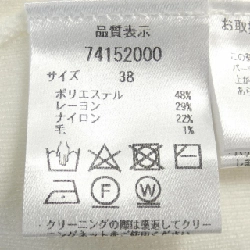 品質表示
74152000
サイズ 38
ポリエステル 48%
レーヨン 29%
ナイロン 22%
毛 1%
P W
・クリーニングの際は裏返してクリー
お取